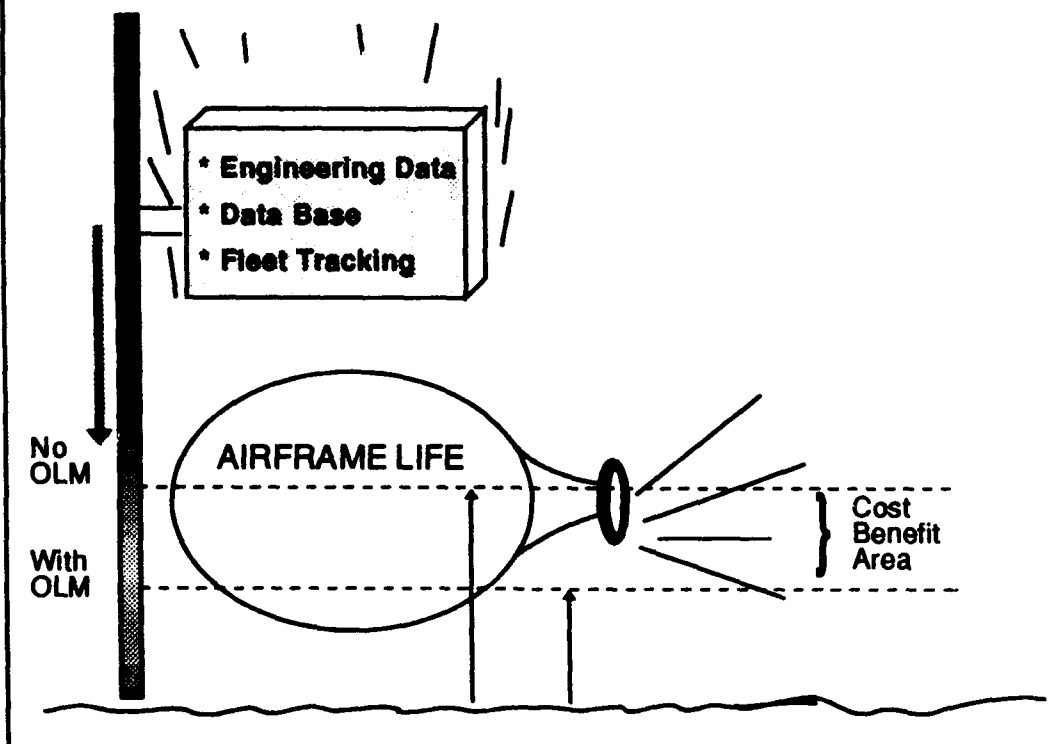 * Engineering Data
* Data Base
* Fleet Tracking
AIRFRAME LIFE
No
OLM
With
OLM
Cost
Benefit
Area